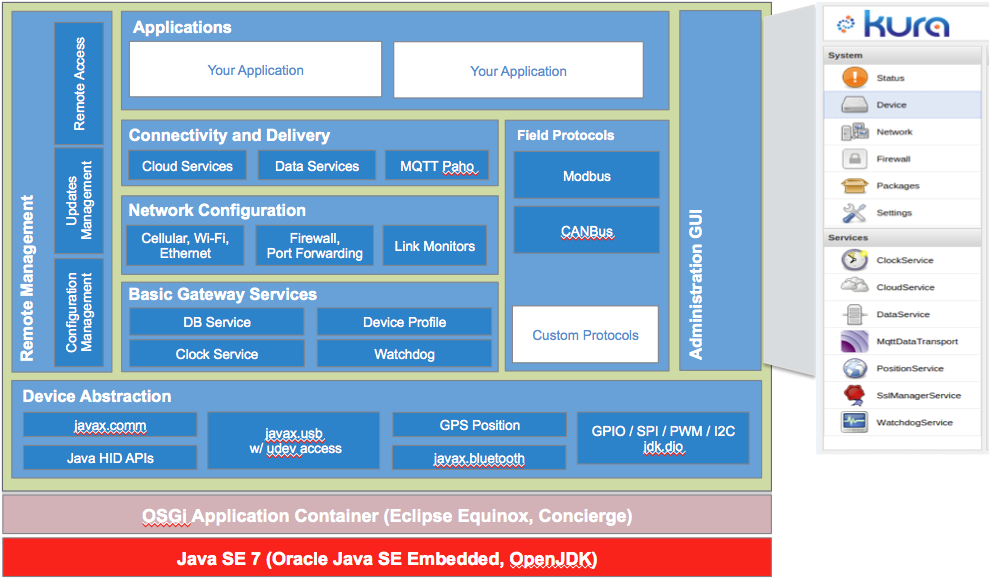 Remote Management
Remote Access
Updates
Management
Configuration
Management
Applications
Your Application
Your Application
Connectivity and Delivery
Cloud Services
Data Services
MQTT Paho
Network Configuration
Cellular, Wi-Fi,
Ethernet
Firewall,
Port Forwarding
Link Monitors
Basic Gateway Services
DB Service
Device Profile
Clock Service
Watchdog
Field Protocols
Modbus
CANBus
Custom Protocols
Administration GUI
Device Abstraction
javax.comm
Java HID APIs
javax.usb
w/ udev access
GPS Position
javax.bluetooth
GPIO / SPI / PWM / I2C
jdk.dio
OSGi Application Container (Eclipse Equinox, Concierge)
Java SE 7 (Oracle Java SE Embedded, OpenJDK)
kura
System
Status
Device
Network
Firewall
Packages
Settings
Services
ClockService
CloudService
DataService
MqttDataTransport
PositionService
SslManagerService
WatchdogService